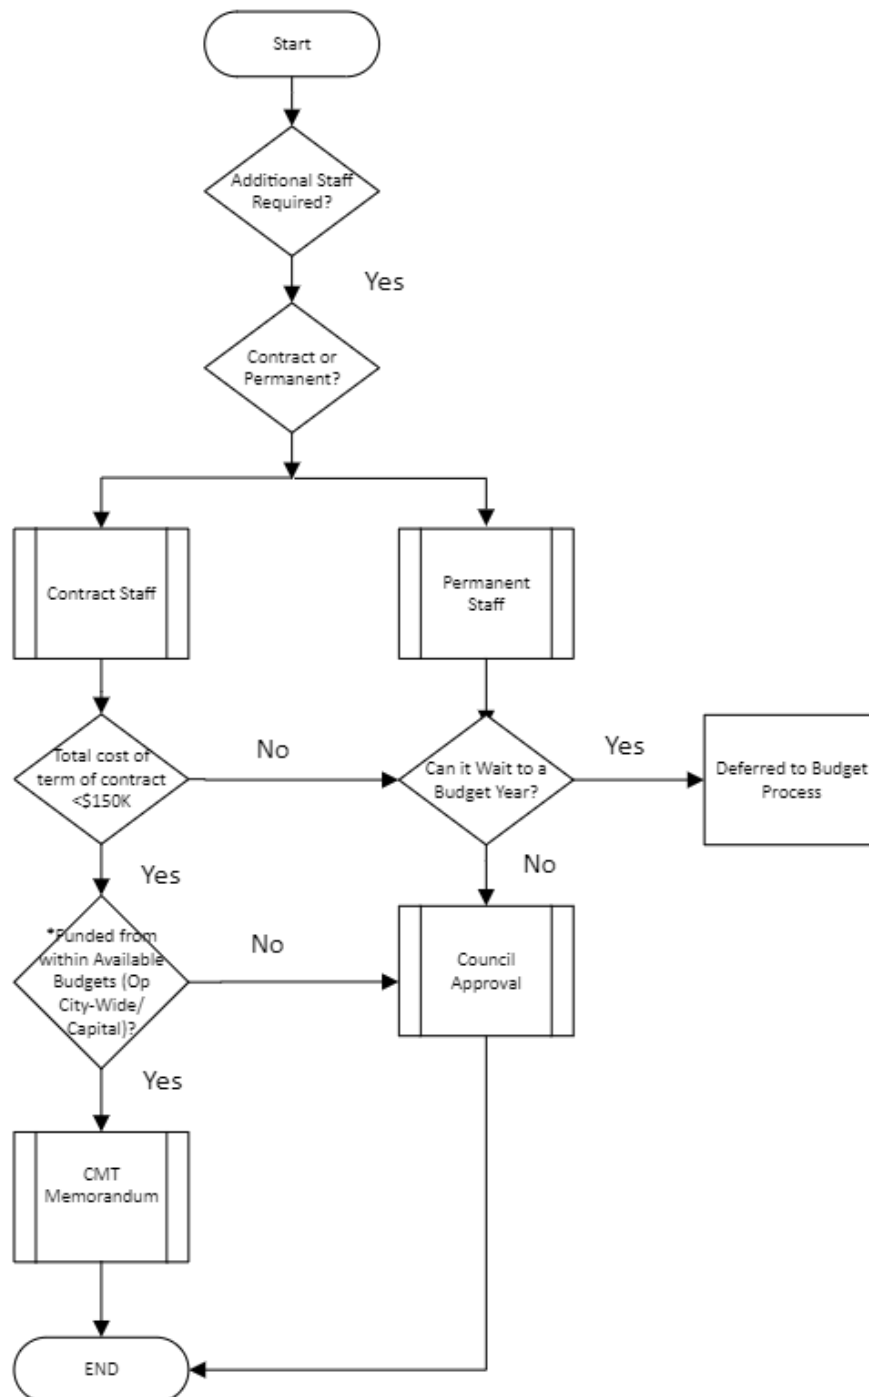 Start
Additional Staff
Required?
Yes
Contract or
Permanent?
Contract Staff
Permanent
Staff
Total cost of
term of contract
<$150K
No
Can it Wait to a
Budget Year?
Yes
Deferred to Budget
Process
Yes
No
*Funded from
within Available
Budgets (Op
City-Wide/
Capital)?
No
Council
Approval
Yes
CMT
Memorandum
END